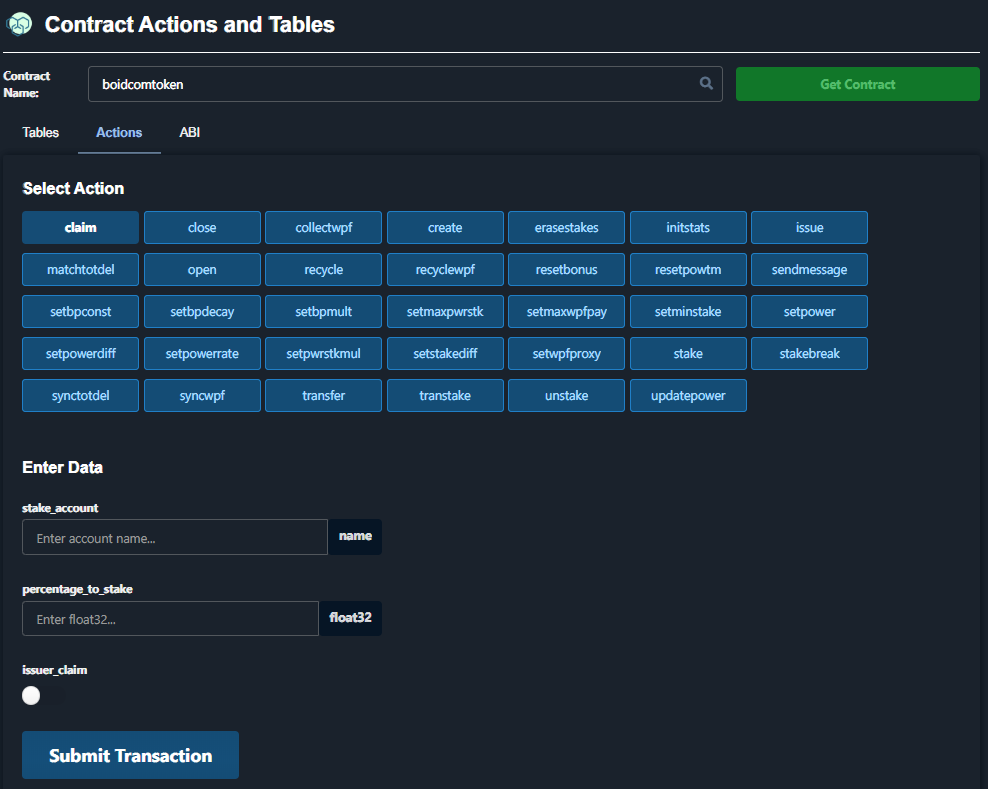 Contract Actions and Tables
Contract
Name:
boidcomtoken
Get Contract
Tables Actions ABI
Select Action
claim close collectwpf create erasestakes initstats issue
matchtotdel open recycle recyclewpf resetbonus resetpowtm sendmessage
setbpconst setbpdecay setbpmult setmaxpwrstk setmaxwpfpay setminstake setpower
setpowerdiff setpowerrate setpwrstkmul setstakediff setwpfproxy stake stakebreak
synctotdel syncwpf transfer transtake unstake updatepower
Enter Data
stake_account
Enter account name... name
percentage_to_stake
Enter float32... float32
issuer_claim
Submit Transaction